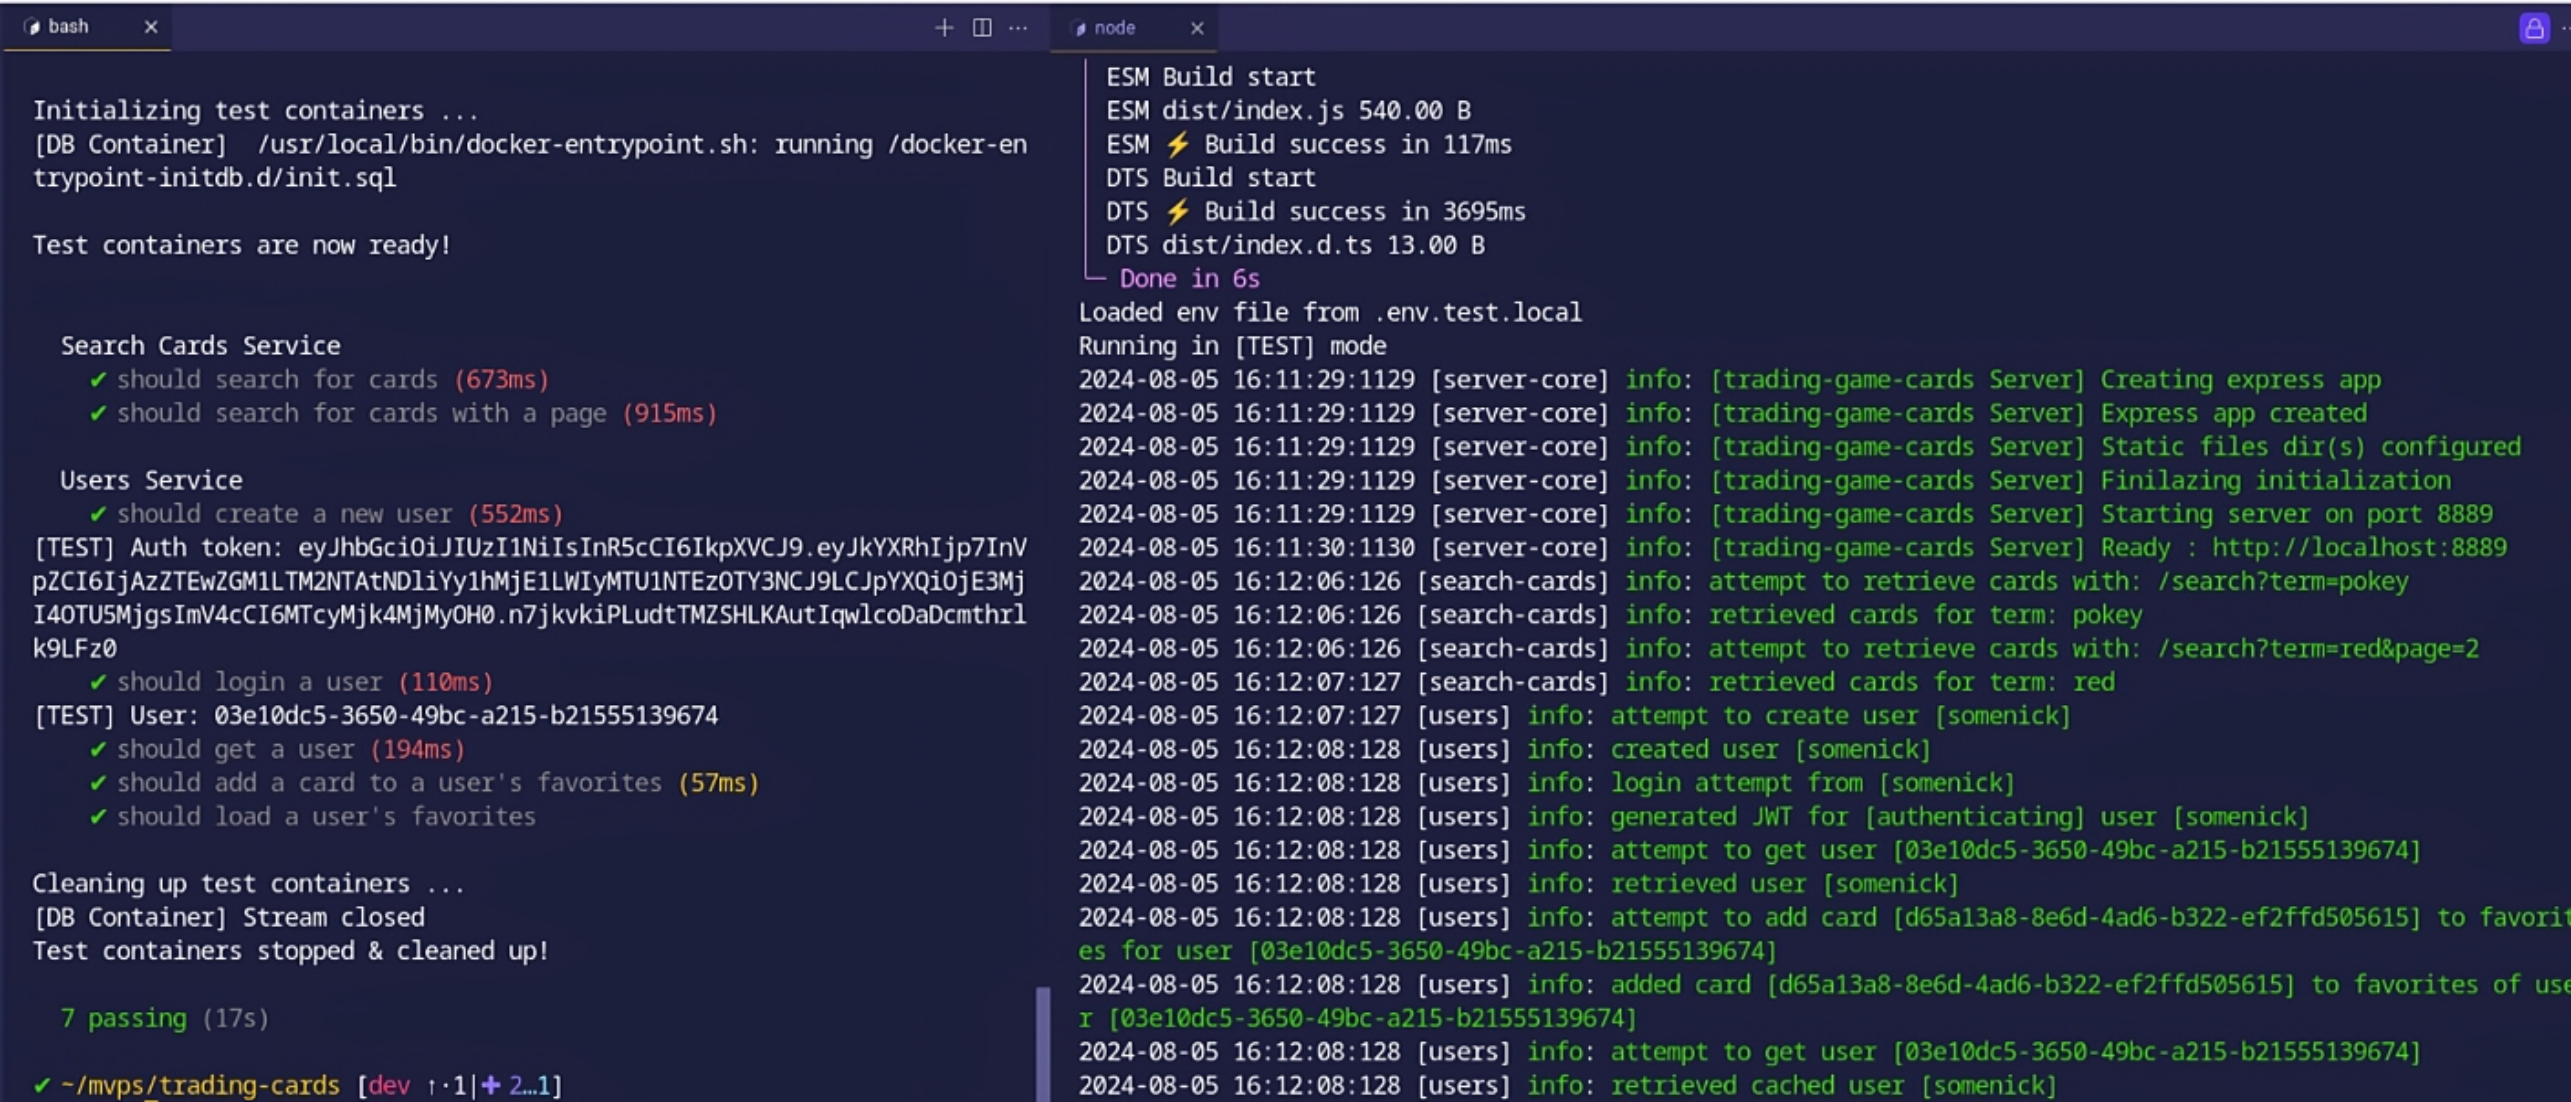 bash
Initializing test containers ...
[DB Container]  /usr/local/bin/docker-entrypoint.sh: running /docker-en
trypoint-initdb.d/init.sql
Test containers are now ready!
Search Cards Service
✔ should search for cards (673ms)
✔ should search for cards with a page (915ms)
Users Service
✔ should create a new user (552ms)
[TEST] Auth token: eyJhbGciOiJIUzI1NiIsInR5cCI6IkpXVCJ9.eyJkYXRhIjp7InV
pZCI6IjAzZTEwZGM1LTM2NTAtNDliYy1hMjE1LWIyMTU1NTEzOTY3NCJ9LCJpYXQiOjE3Mj
I4OTU5MjgsImV4cCI6MTcyMjk4MjMyOH0.n7jkvkiPLudtTMZSHLKAutIqwlcoDaDcmthrl
k9LFz0
✔ should login a user (110ms)
[TEST] User: 03e10dc5-3650-49bc-a215-b21555139674
✔ should get a user (194ms)
✔ should add a card to a user's favorites (57ms)
✔ should load a user's favorites
Cleaning up test containers ...
[DB Container] Stream closed
Test containers stopped & cleaned up!
7 passing (17s)
✔ ~/mvps/trading-cards [dev ↑·1|✚ 2…1]
node
ESM Build start
ESM dist/index.js 540.00 B
ESM ⚡ Build success in 117ms
DTS Build start
DTS ⚡ Build success in 3695ms
DTS dist/index.d.ts 13.00 B
└─ Done in 6s
Loaded env file from .env.test.local
Running in [TEST] mode
2024-08-05 16:11:29:1129 [server-core] info: [trading-game-cards Server] Creating express app
2024-08-05 16:11:29:1129 [server-core] info: [trading-game-cards Server] Express app created
2024-08-05 16:11:29:1129 [server-core] info: [trading-game-cards Server] Static files dir(s) configured
2024-08-05 16:11:29:1129 [server-core] info: [trading-game-cards Server] Finilazing initialization
2024-08-05 16:11:29:1129 [server-core] info: [trading-game-cards Server] Starting server on port 8889
2024-08-05 16:11:30:1130 [server-core] info: [trading-game-cards Server] Ready : http://localhost:8889
2024-08-05 16:12:06:126 [search-cards] info: attempt to retrieve cards with: /search?term=pokey
2024-08-05 16:12:06:126 [search-cards] info: retrieved cards for term: pokey
2024-08-05 16:12:06:126 [search-cards] info: attempt to retrieve cards with: /search?term=red&page=2
2024-08-05 16:12:07:127 [search-cards] info: retrieved cards for term: red
2024-08-05 16:12:07:127 [users] info: attempt to create user [somenick]
2024-08-05 16:12:08:128 [users] info: created user [somenick]
2024-08-05 16:12:08:128 [users] info: login attempt from [somenick]
2024-08-05 16:12:08:128 [users] info: generated JWT for [authenticating] user [somenick]
2024-08-05 16:12:08:128 [users] info: attempt to get user [03e10dc5-3650-49bc-a215-b21555139674]
2024-08-05 16:12:08:128 [users] info: retrieved user [somenick]
2024-08-05 16:12:08:128 [users] info: attempt to add card [d65a13a8-8e6d-4ad6-b322-ef2ffd505615] to favorit
es for user [03e10dc5-3650-49bc-a215-b21555139674]
2024-08-05 16:12:08:128 [users] info: added card [d65a13a8-8e6d-4ad6-b322-ef2ffd505615] to favorites of use
r [03e10dc5-3650-49bc-a215-b21555139674]
2024-08-05 16:12:08:128 [users] info: attempt to get user [03e10dc5-3650-49bc-a215-b21555139674]
2024-08-05 16:12:08:128 [users] info: retrieved cached user [somenick]